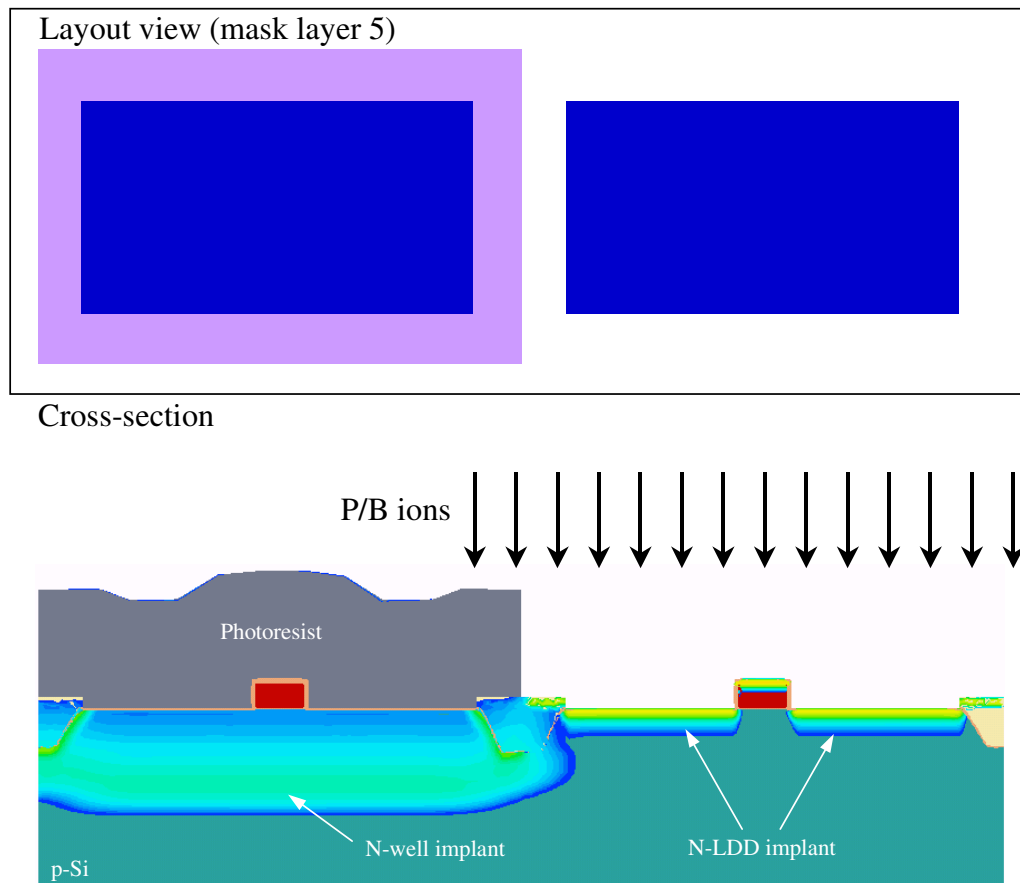 Layout view (mask layer 5)
Cross-section
P/B ions
Photoresist
N-well implant
N-LDD implant
p-Si